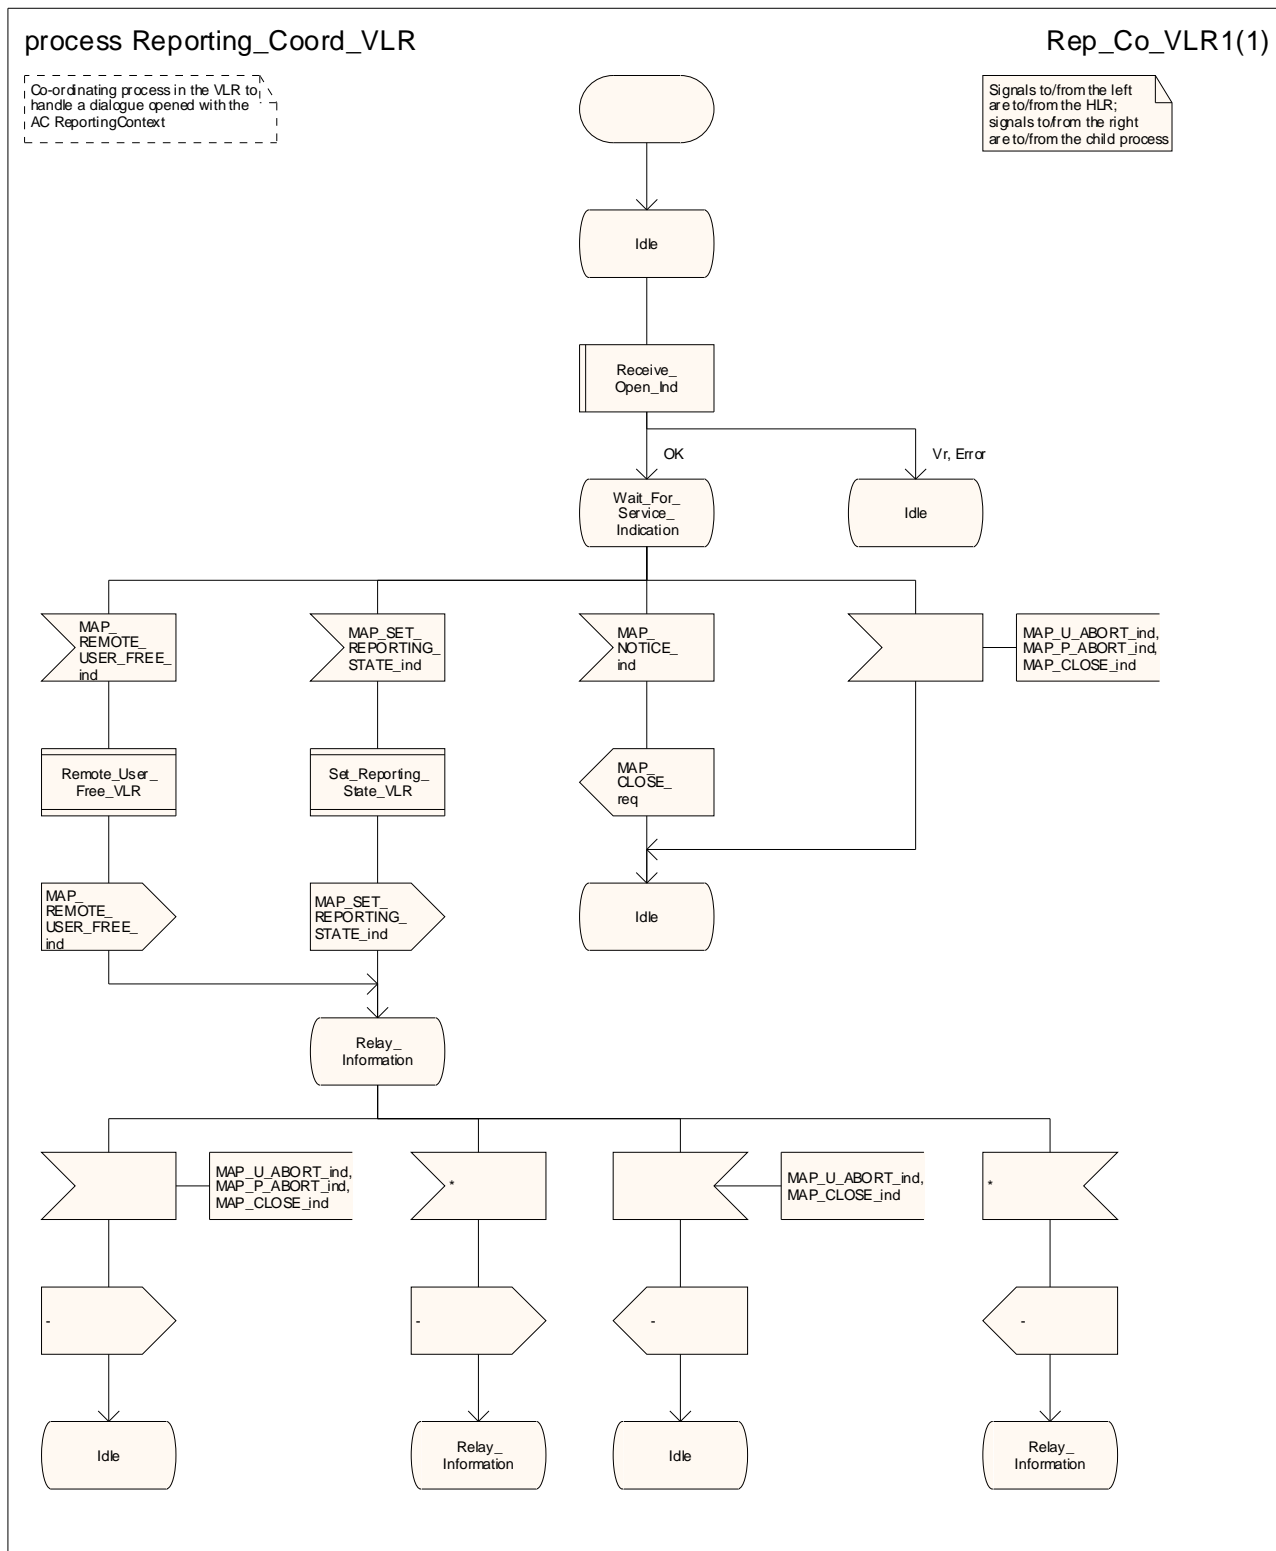 process Reporting_Coord_VLR
Rep_Co_VLR1(1)
Co-ordinating process in the VLR to
handle a dialogue opened with the
AC ReportingContext
Signals to/from the left
are to/from the HLR;
signals to/from the right
are to/from the child process
Idle
Receive_
Open_Ind
OK
Vr, Error
Wait_For_
Service_
Indication
Idle
MAP_
REMOTE_
USER_FREE_
ind
MAP_SET_
REPORTING_
STATE_ind
MAP_
NOTICE_
ind
MAP_U_ABORT_ind,
MAP_P_ABORT_ind,
MAP_CLOSE_ind
Remote_User_
Free_VLR
Set_Reporting_
State_VLR
MAP_
CLOSE_
req
MAP_
REMOTE_
USER_FREE_
ind
MAP_SET_
REPORTING_
STATE_ind
Idle
Relay_
Information
MAP_U_ABORT_ind,
MAP_P_ABORT_ind,
MAP_CLOSE_ind
*
MAP_U_ABORT_ind,
MAP_CLOSE_ind
*
-
-
-
-
Idle
Relay_
Information
Idle
Relay_
Information